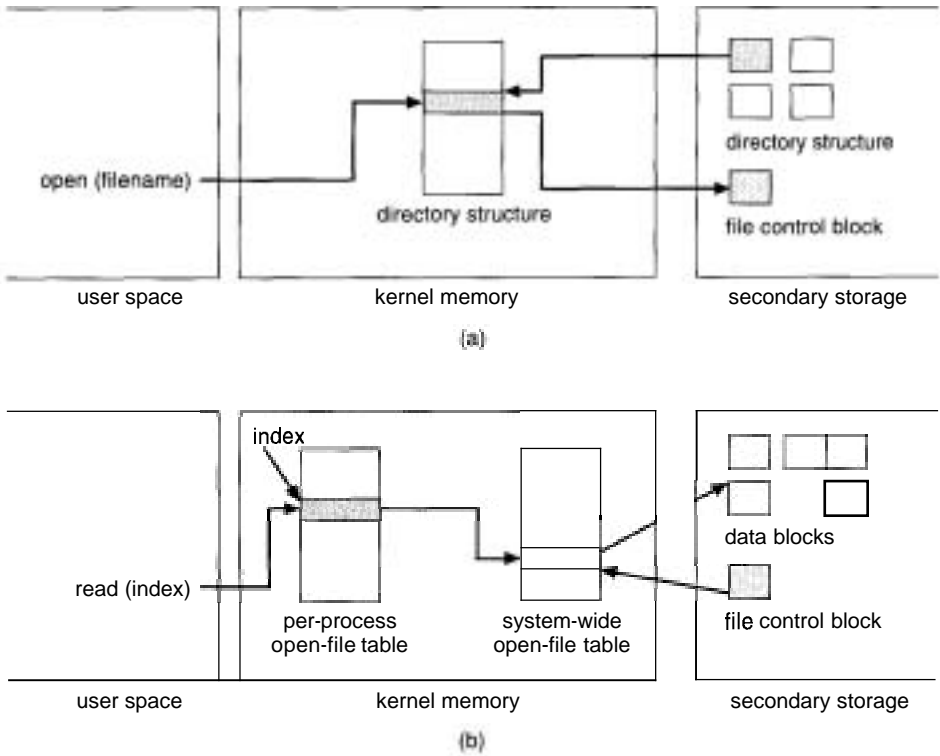 open (filename)
directory structure
directory structure
file control block
user space
kernel memory
secondary storage
(a)
index
read (index)
per-process
open-file table
system-wide
open-file table
data blocks
file control block
user space
kernel memory
secondary storage
(b)